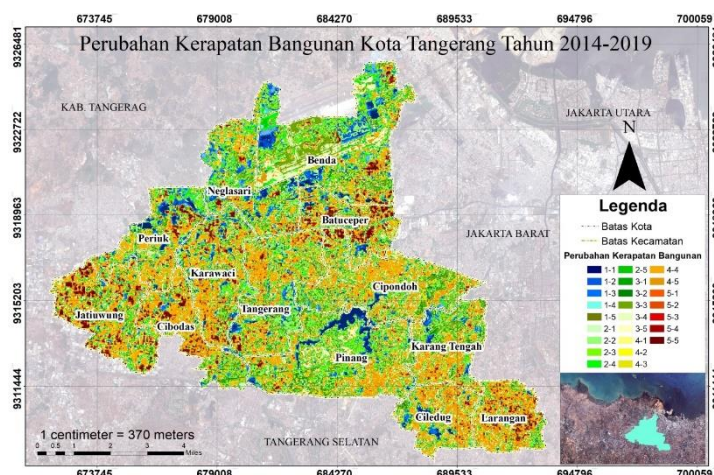 673745 679008 684270 689533 694796 700059
Perubahan Kerapatan Bangunan Kota Tangerang Tahun 2014-2019
9326481
KAB. TANGERAG
JAKARTA UTARA
N
9322722
Benda
Neglasari
9318963
Batuceper
Periuk
JAKARTA BARAT
Karawaci
Cipondoh
9315203
Tangerang
Jatiuwung
Cibodas
Karang Tengah
Pinang
9311444
Ciledug
Larangan
TANGERANG SELATAN
1 centimeter = 370 meters
0 0.5 1 2 3 4
Miles
Legenda
Batas Kota
Batas Kecamatan
Perubahan Kerapatan Bangunan
1-1 2-5 4-4
1-2 3-1 4-5
1-3 3-2 5-1
1-4 3-3 5-2
1-5 3-4 5-3
2-1 3-5 5-4
2-2 4-1 5-5
2-3 4-2
2-4 4-3
673745 679008 684270 689533 694796 700059